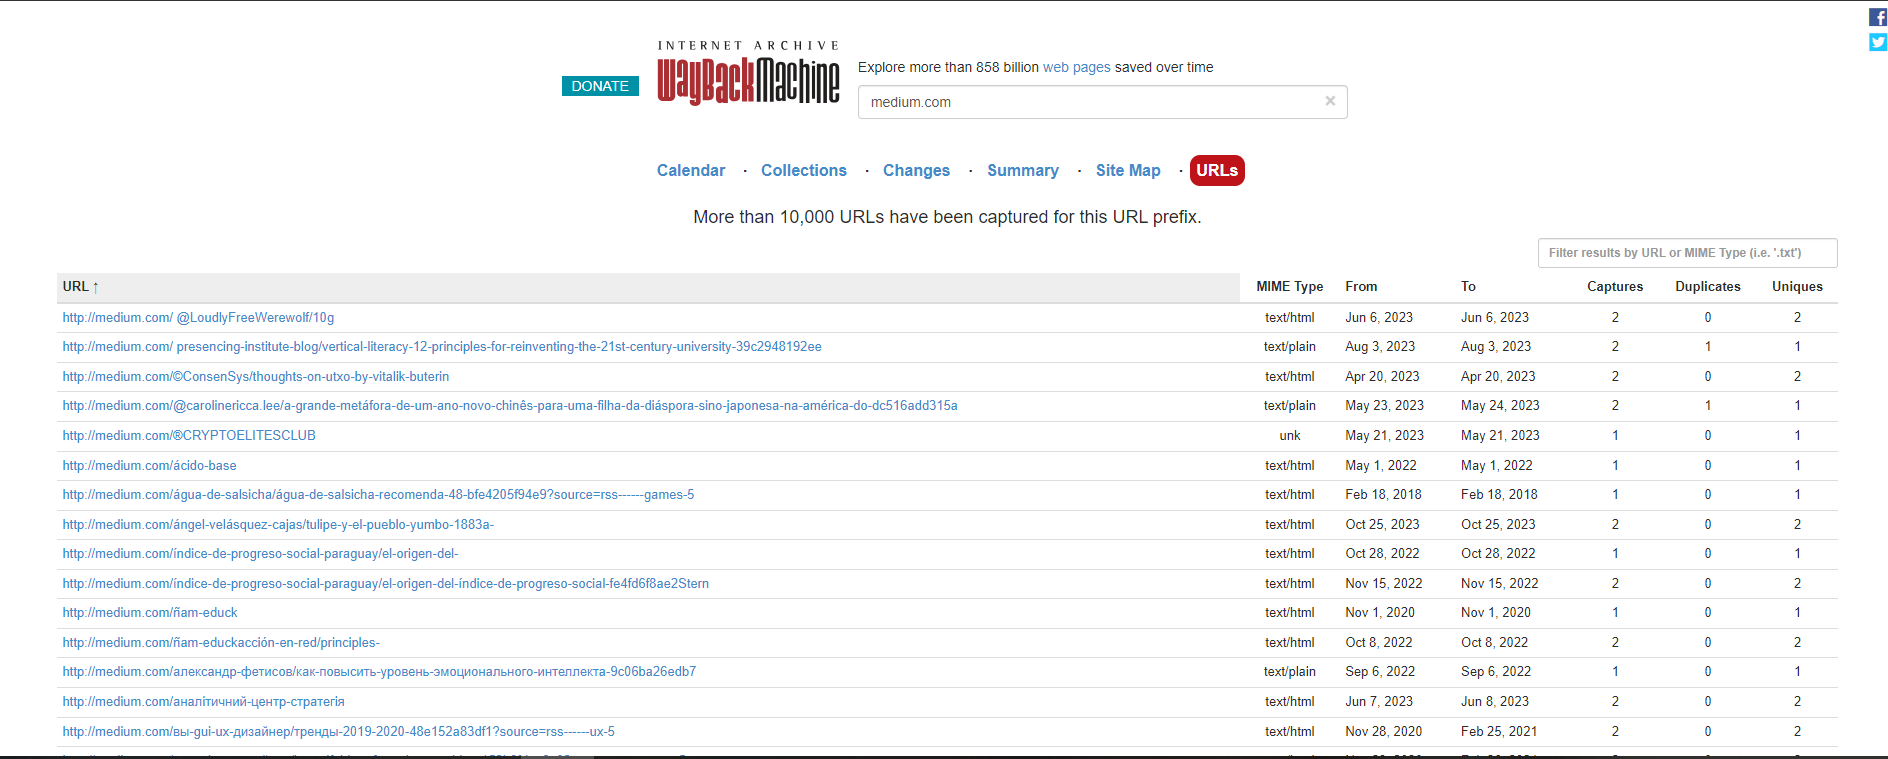 INTERNET ARCHIVE
DONATE
WayBackMachine
Explore more than 858 billion web pages saved over time
medium.com ×
Calendar · Collections · Changes · Summary · Site Map · URLs
More than 10,000 URLs have been captured for this URL prefix.
Filter results by URL or MIME Type (i.e. '.txt')
URL ↑ MIME Type From To Captures Duplicates Uniques
http://medium.com/ @LoudlyFreeWerewolf/10g text/html Jun 6, 2023 Jun 6, 2023 2 0 2
http://medium.com/ presencing-institute-blog/vertical-literacy-12-principles-for-reinventing-the-21st-century-university-39c2948192ee text/plain Aug 3, 2023 Aug 3, 2023 2 1 1
http://medium.com/©ConsenSys/thoughts-on-utxo-by-vitalik-buterin text/html Apr 20, 2023 Apr 20, 2023 2 0 2
http://medium.com/@carolinericca.lee/a-grande-metáfora-de-um-ano-novo-chinês-para-uma-filha-da-diáspora-sino-japonesa-na-américa-do-dc516add315a text/plain May 23, 2023 May 24, 2023 2 1 1
http://medium.com/®CRYPTOELITESCLUB unk May 21, 2023 May 21, 2023 1 0 1
http://medium.com/ácido-base text/html May 1, 2022 May 1, 2022 1 0 1
http://medium.com/água-de-salsicha/água-de-salsicha-recomenda-48-bfe4205f94e9?source=rss------games-5 text/html Feb 18, 2018 Feb 18, 2018 1 0 1
http://medium.com/ángel-velásquez-cajas/tulipe-y-el-pueblo-yumbo-1883a- text/html Oct 25, 2023 Oct 25, 2023 2 0 2
http://medium.com/índice-de-progreso-social-paraguay/el-origen-del- text/html Oct 28, 2022 Oct 28, 2022 1 0 1
http://medium.com/índice-de-progreso-social-paraguay/el-origen-del-índice-de-progreso-social-fe4fd6f8ae2Stern text/html Nov 15, 2022 Nov 15, 2022 2 0 2
http://medium.com/ñam-educk text/html Nov 1, 2020 Nov 1, 2020 1 0 1
http://medium.com/ñam-educkacción-en-red/principles- text/html Oct 8, 2022 Oct 8, 2022 2 0 2
http://medium.com/александр-фетисов/как-повысить-уровень-эмоционального-интеллекта-9c06ba26edb7 text/plain Sep 6, 2022 Sep 6, 2022 1 0 1
http://medium.com/аналітичний-центр-стратегія text/html Jun 7, 2023 Jun 8, 2023 2 0 2
http://medium.com/вы-gui-ux-дизайнер/тренды-2019-2020-48e152a83df1?source=rss------ux-5 text/html Nov 28, 2020 Feb 25, 2021 2 0 2